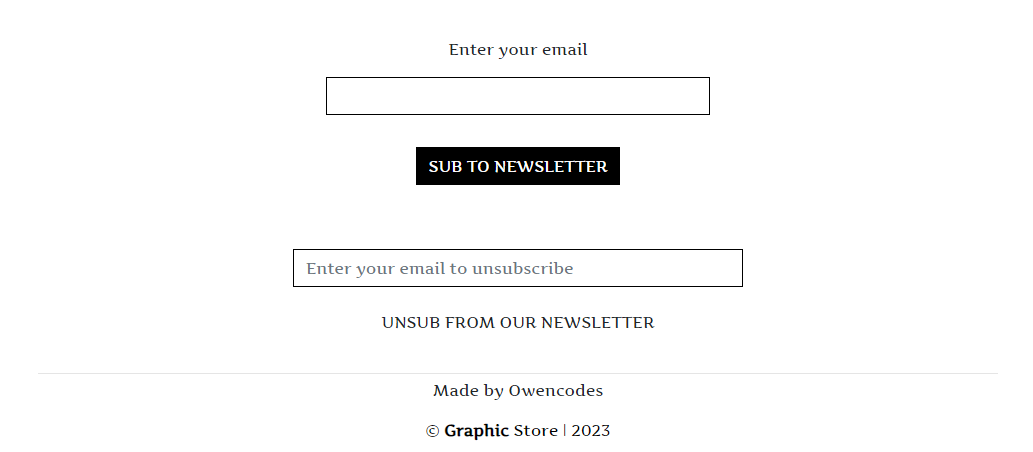 Enter your email
SUB TO NEWSLETTER
Enter your email to unsubscribe
UNSUB FROM OUR NEWSLETTER
Made by Owencodes
© Graphic Store | 2023